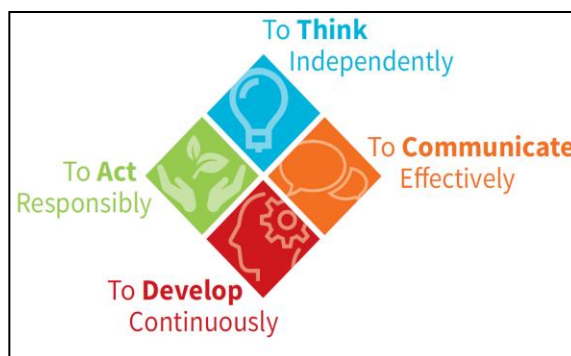 To Think
Independently
To Communicate
Effectively
To Act
Responsibly
To Develop
Continuously